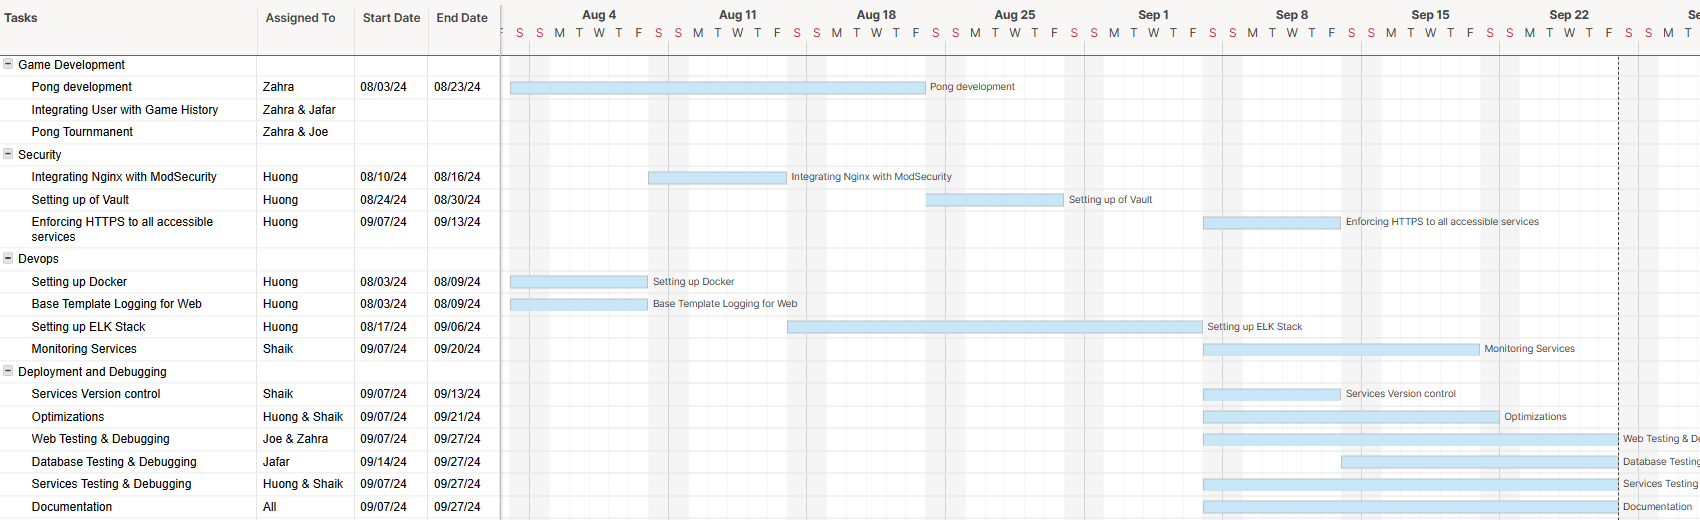 Tasks Assigned To Start Date End Date Aug 4 Aug 11 Aug 18 Aug 25 Sep 1 Sep 8 Sep 15 Sep 22
S S M T W T F S S M T W T F S S M T W T F S S M T W T F S S M T W T F S S M T W T F S S M T W T F S S M T W T F S S M T
Game Development
Pong development Zahra 08/03/24 08/23/24 Pong development
Integrating User with Game History Zahra & Jafar
Pong Tournmanent Zahra & Joe
Security
Integrating Nginx with ModSecurity Huong 08/10/24 08/16/24 Integrating Nginx with ModSecurity
Setting up of Vault Huong 08/24/24 08/30/24 Setting up of Vault
Enforcing HTTPS to all accessible
services Huong 09/07/24 09/13/24 Enforcing HTTPS to all accessible services
Devops
Setting up Docker Huong 08/03/24 08/09/24 Setting up Docker
Base Template Logging for Web Huong 08/03/24 08/09/24 Base Template Logging for Web
Setting up ELK Stack Huong 08/17/24 09/06/24 Setting up ELK Stack
Monitoring Services Shaik 09/07/24 09/20/24 Monitoring Services
Deployment and Debugging
Services Version control Shaik 09/07/24 09/13/24 Services Version control
Optimizations Huong & Shaik 09/07/24 09/21/24 Optimizations
Web Testing & Debugging Joe & Zahra 09/07/24 09/27/24 Web Testing &
Database Testing & Debugging Jafar 09/14/24 09/27/24 Database Testing
Services Testing & Debugging Huong & Shaik 09/07/24 09/27/24 Services Testing
Documentation All 09/07/24 09/27/24 Documentation